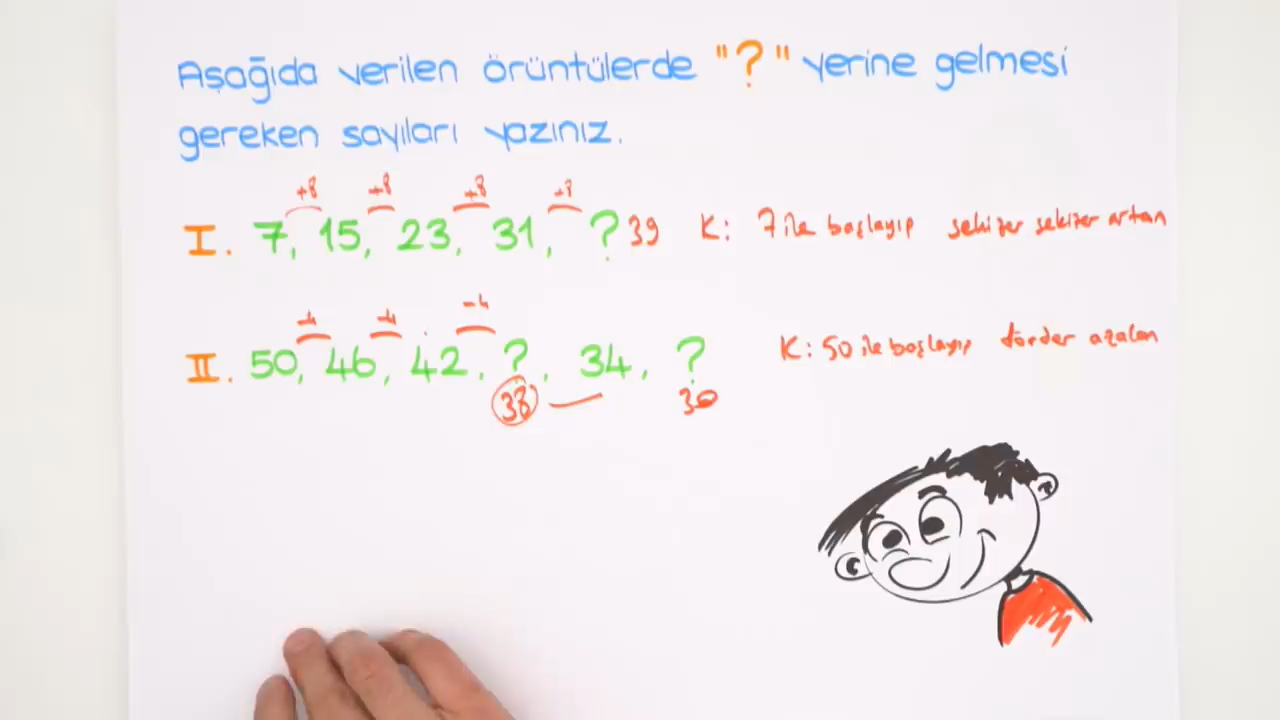 Aşağıda verilen örüntülerde "?" yerine gelmesi
gereken sayıları yazınız.
+8 +8 +8 +8
I. 7, 15, 23, 31, ? 39 K: 7 ile başlayıp sekizer sekizer artan
-4 -4 -4
II. 50, 46, 42, ?, 34, ? K: 50 ile başlayıp dörder azalan
38 30